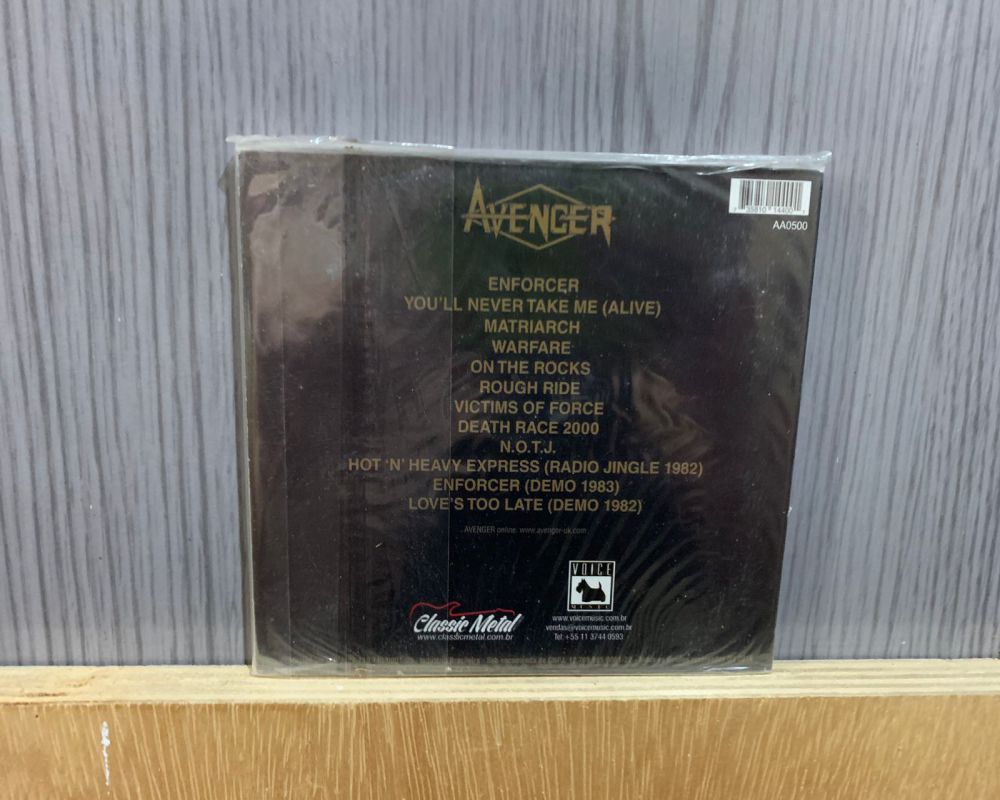 AVENGER
35810 14400
AA0500
ENFORCER
YOU'LL NEVER TAKE ME (ALIVE)
MATRIARCH
WARFARE
ON THE ROCKS
ROUGH RIDE
VICTIMS OF FORCE
DEATH RACE 2000
N.O.T.J.
HOT 'N' HEAVY EXPRESS (RADIO JINGLE 1982)
ENFORCER (DEMO 1983)
LOVE'S TOO LATE (DEMO 1982)
AVENGER online: www.avenger-uk.com
VOICE
MUSIC
www.voicemusic.com.br
vendas@voicemusic.com.br
Tel: +55 11 3744 0593
Classic Metal
www.classicmetal.com.br